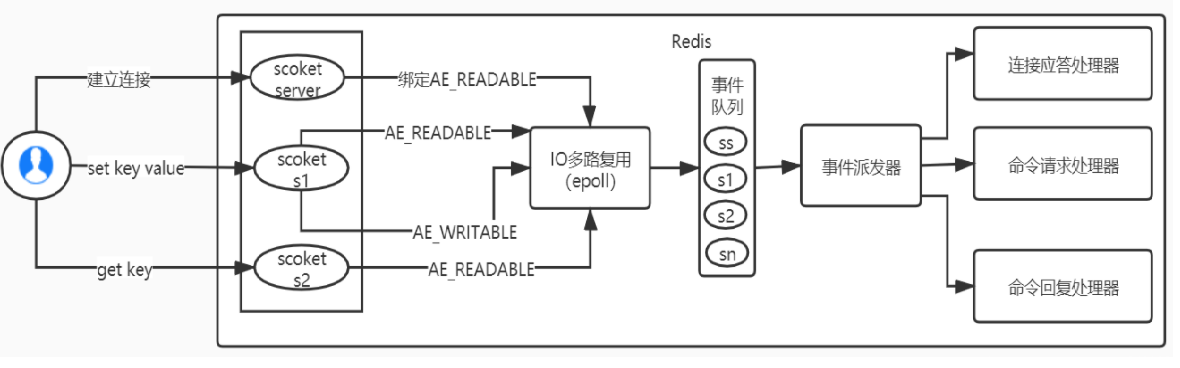 Redis
建立连接
scoket
server
绑定AE_READABLE
事件
队列
连接应答处理器
AE_READABLE
set key value
scoket
s1
IO多路复用
(epoll)
ss
s1
s2
sn
事件派发器
命令请求处理器
AE_WRITABLE
get key
scoket
s2
AE_READABLE
命令回复处理器